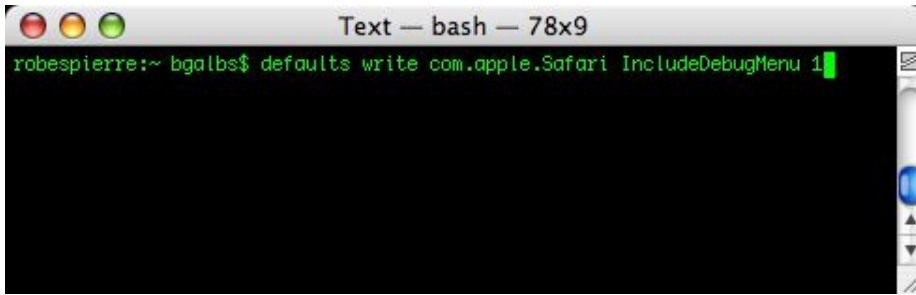 Text — bash — 78x9
robespierre:~ bgalbs$ defaults write com.apple.Safari IncludeDebugMenu 1